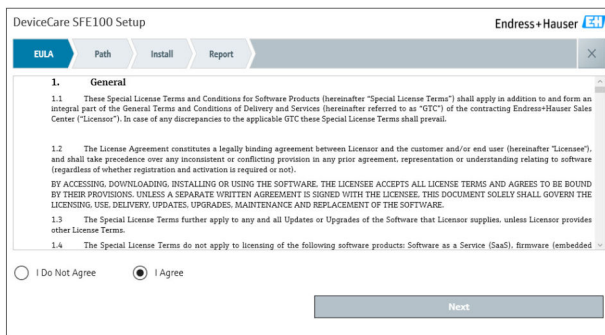 DeviceCare SFE100 Setup
Endress+Hauser EH
EULA Path Install Report
1. General
1.1 These Special License Terms and Conditions for Software Products (hereinafter “Special License Terms”) shall apply in addition to and form an
integral part of the General Terms and Conditions of Delivery and Services (hereinafter referred to as “GTC”) of the contracting Endress+Hauser Sales
Center (“Licensor”). In case of any discrepancies to the applicable GTC these Special License Terms shall prevail.
1.2 The License Agreement constitutes a legally binding agreement between Licensor and the customer and/or end user (hereinafter "Licensee"),
and shall take precedence over any inconsistent or conflicting provision in any prior agreement, representation or understanding relating to software
(regardless of whether registration and activation is required or not).
BY ACCESSING, DOWNLOADING, INSTALLING OR USING THE SOFTWARE, THE LICENSEE ACCEPTS ALL LICENSE TERMS AND AGREES TO BE BOUND
BY THEIR PROVISIONS. UNLESS A SEPARATE WRITTEN AGREEMENT IS SIGNED WITH THE LICENSEE, THIS DOCUMENT SOLELY SHALL GOVERN THE
LICENSING, USE, DELIVERY, UPDATES, UPGRADES, MAINTENANCE AND REPLACEMENT OF THE SOFTWARE.
1.3 The Special License Terms further apply to any and all Updates or Upgrades of the Software that Licensor supplies, unless Licensor provides
other License Terms.
1.4 The Special License Terms do not apply to licensing of the following software products: Software as a Service (SaaS), firmware (embedded
I Do Not Agree I Agree
Next